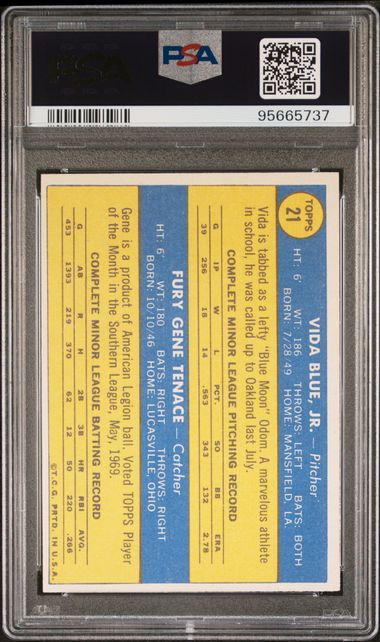 PSA
PSA
95665737
TOPPS
21
VIDA BLUE, JR. — Pitcher
HT: 6' WT: 186 THROWS: LEFT BATS: BOTH
BORN: 7/28/49 HOME: MANSFIELD, LA.
Vida is tabbed as a lefty "Blue Moon" Odom. A marvelous athlete
in school, he was called up to Oakland last July.
COMPLETE MINOR LEAGUE PITCHING RECORD
G IP W L PCT. SO BB ERA
39 256 18 14 .563 343 132 2.78
FURY GENE TENACE — Catcher
HT: 6' WT: 180 BATS: RIGHT THROWS: RIGHT
BORN: 10/10/46 HOME: LUCASVILLE, OHIO
Gene is a product of American Legion ball. Voted TOPPS Player
of the Month in the Southern League, May, 1969.
COMPLETE MINOR LEAGUE BATTING RECORD
G AB R H 2B 3B HR RBI AVG.
453 1393 219 370 62 12 50 220 .266
©T.C.G. PRTD. IN U.S.A.